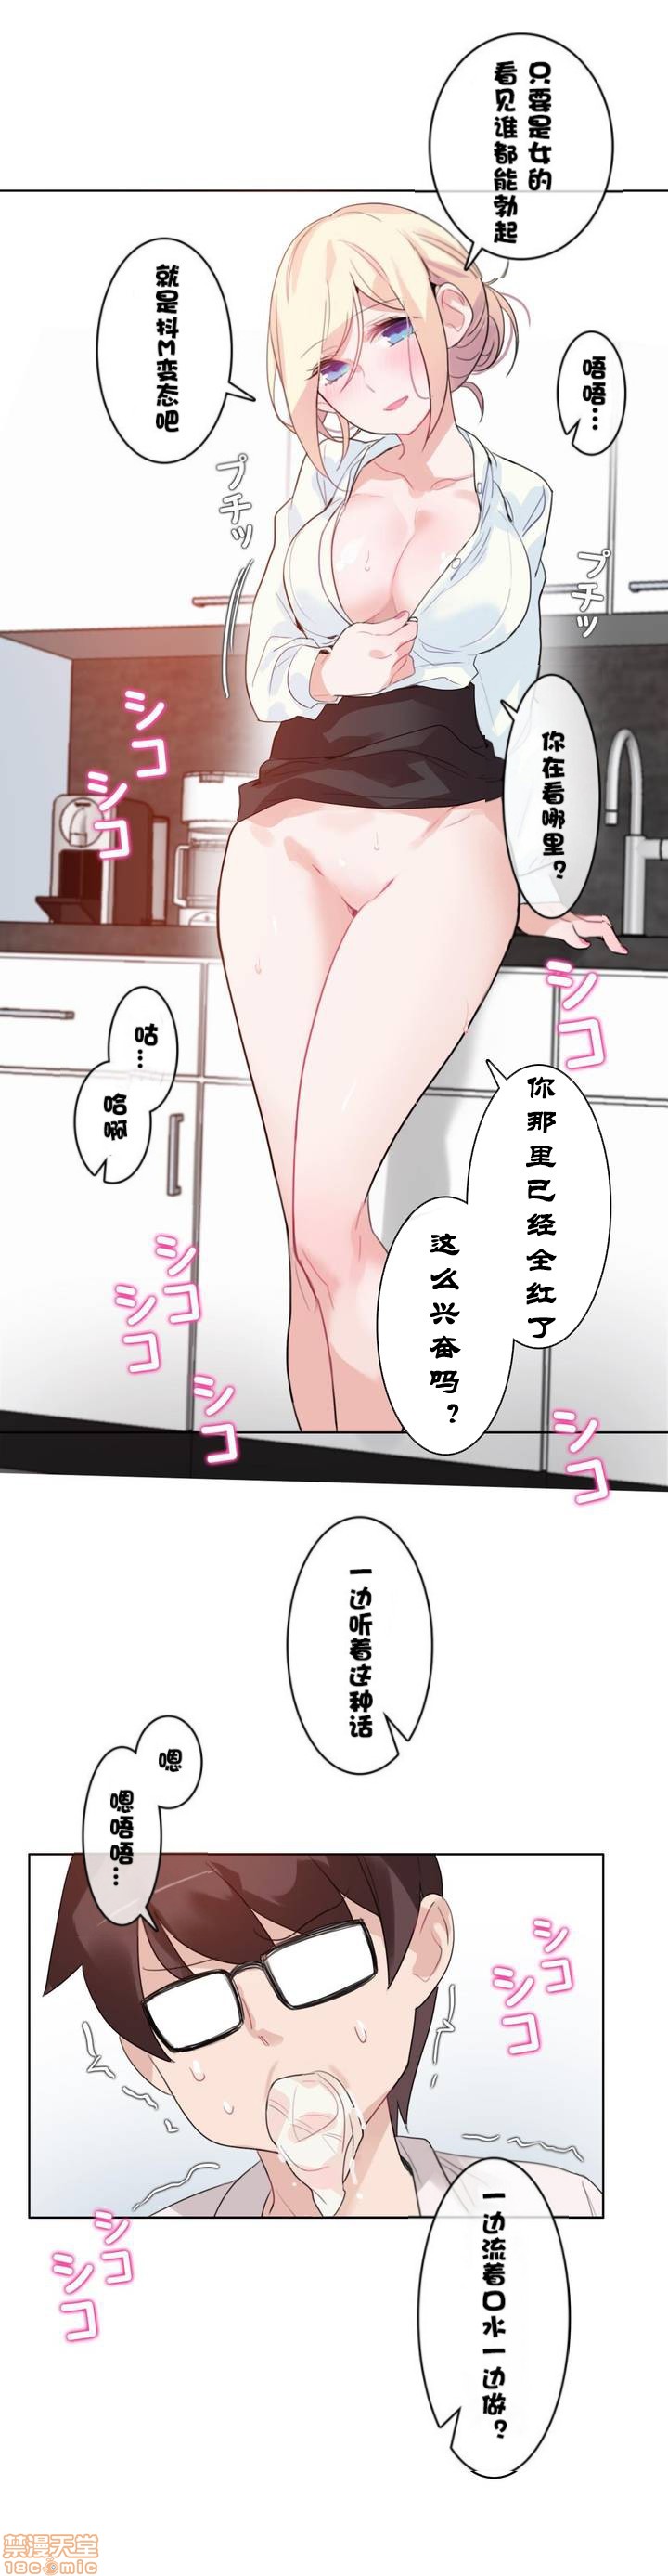 只要是女的
看见谁都能勃起
就是抖M变态吧
唔唔…
プチッ
プチッ
シコ
シコ
你在看哪里？
シコ
咕…
哈啊
你那里已经全红了
这么兴奋吗？
シコ
シコ
シコ
シコ
一边听着这种话
嗯
嗯唔唔…
シコ
シコ
一边流着口水一边做？
シコ
シコ
禁漫天堂
18comic